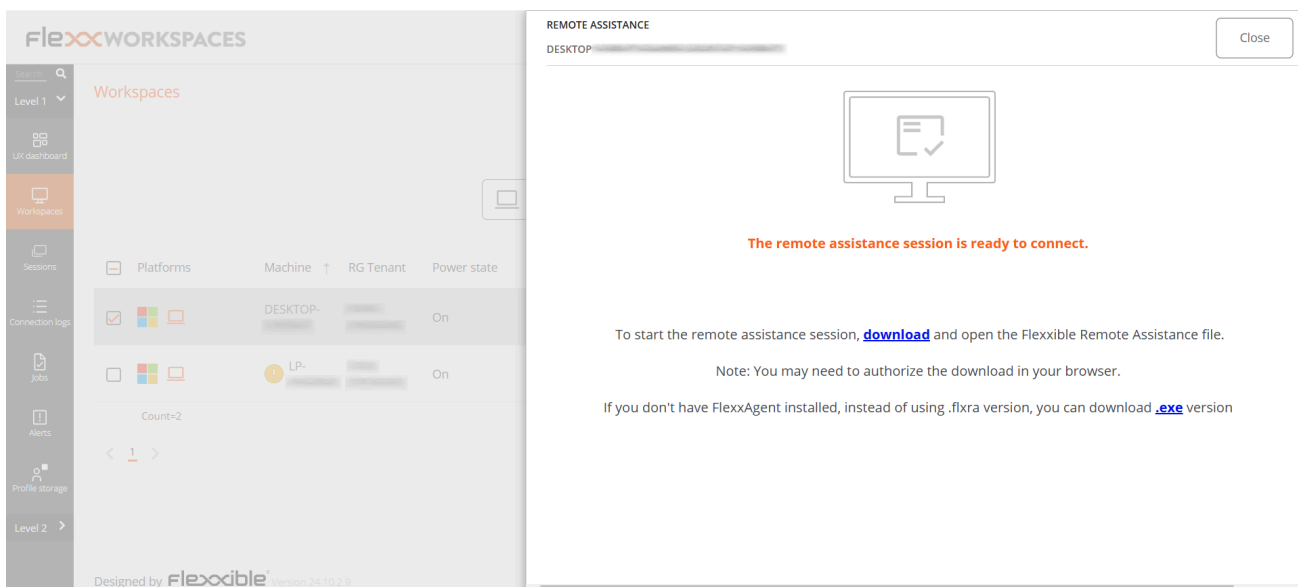 FlexxWORKSPACES
Search
Level 1
UX dashboard
Workspaces
Sessions
Connection logs
Jobs
Alerts
Profile storage
Level 2
Workspaces
Platforms Machine ↑ RG Tenant Power state
DESKTOP-
On
LP-
On
Count=2
1
Designed by Flexxible Version 24.10.2.9
REMOTE ASSISTANCE
DESKTOP
Close
The remote assistance session is ready to connect.
To start the remote assistance session, download and open the Flexxible Remote Assistance file.
Note: You may need to authorize the download in your browser.
If you don't have FlexxAgent installed, instead of using .flxra version, you can download .exe version